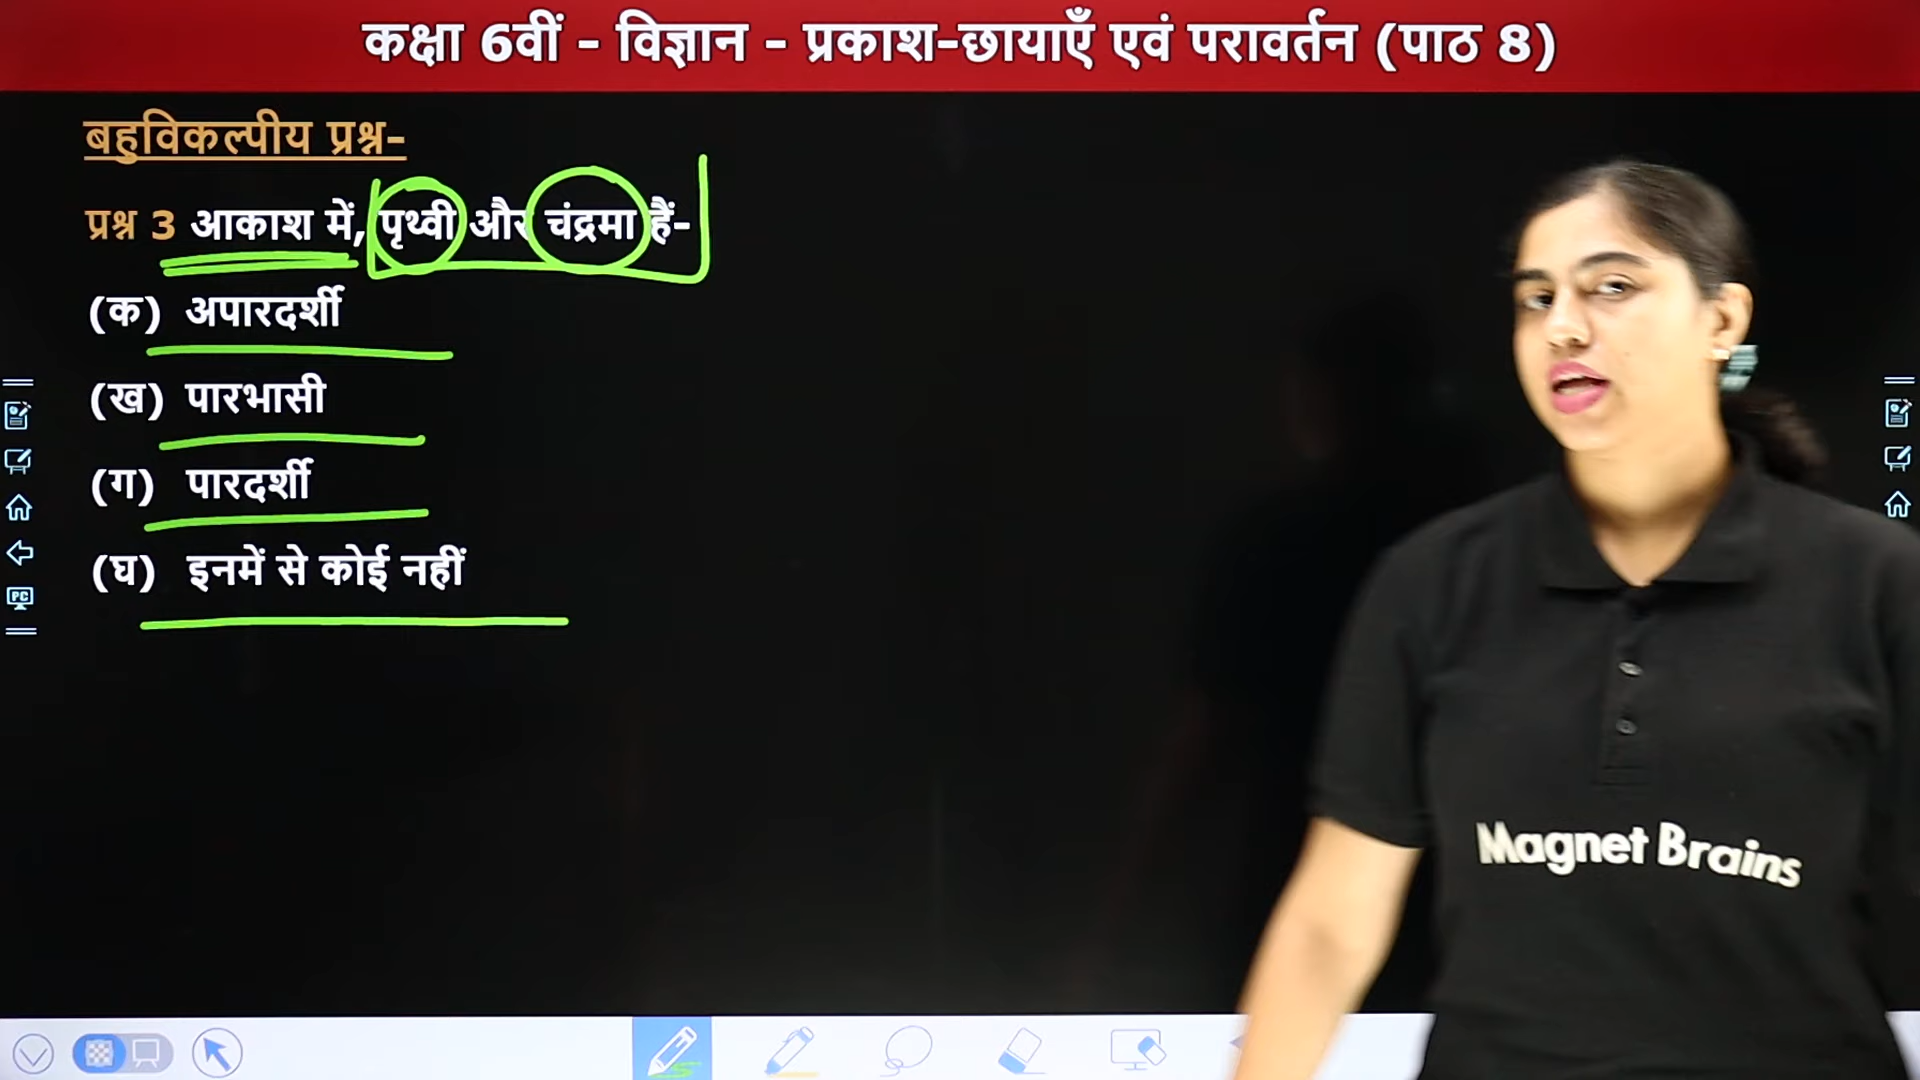 कक्षा 6वीं - विज्ञान - प्रकाश-छायाएँ एवं परावर्तन (पाठ 8)
बहुविकल्पीय प्रश्न-
प्रश्न 3 आकाश में, पृथ्वी और चंद्रमा हैं-
(क) अपारदर्शी
(ख) पारभासी
(ग) पारदर्शी
(घ) इनमें से कोई नहीं
Magnet Brains
PC